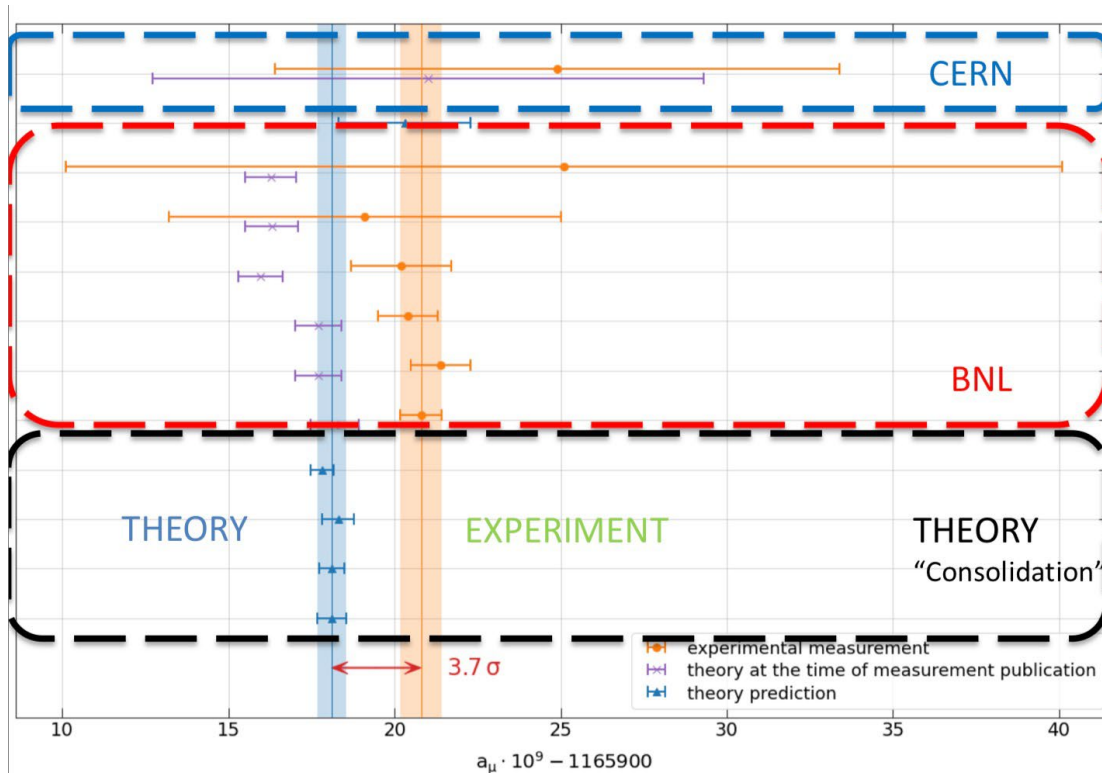 CERN
BNL
THEORY
EXPERIMENT
THEORY
“Consolidation”
experimental measurement
theory at the time of measurement publication
theory prediction
3.7 σ
10 15 20 25 30 35 40
aμ · 10⁹ − 1165900